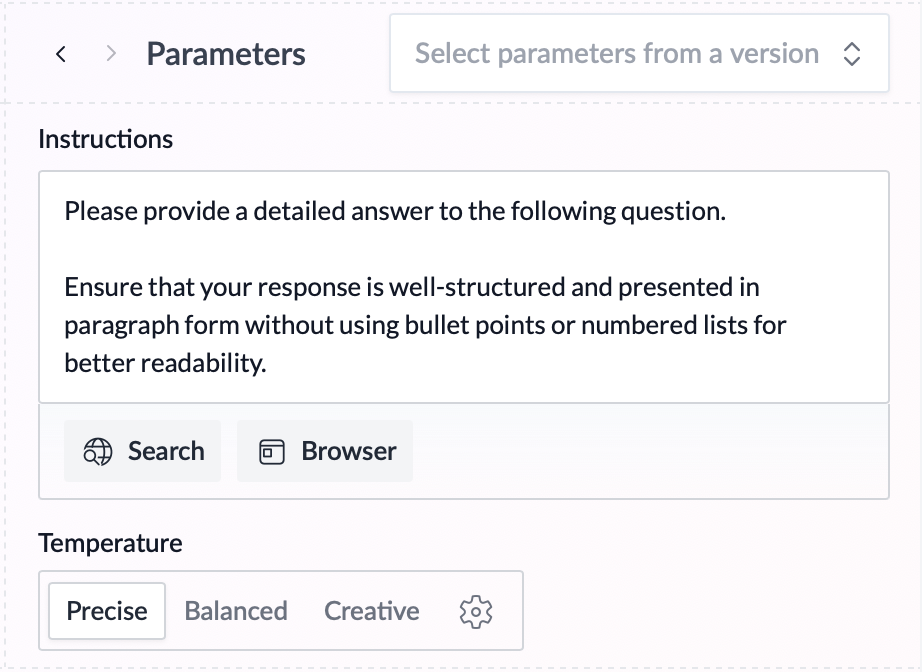 Parameters
Select parameters from a version
Instructions
Please provide a detailed answer to the following question.
Ensure that your response is well-structured and presented in
paragraph form without using bullet points or numbered lists for
better readability.
Search
Browser
Temperature
Precise
Balanced
Creative